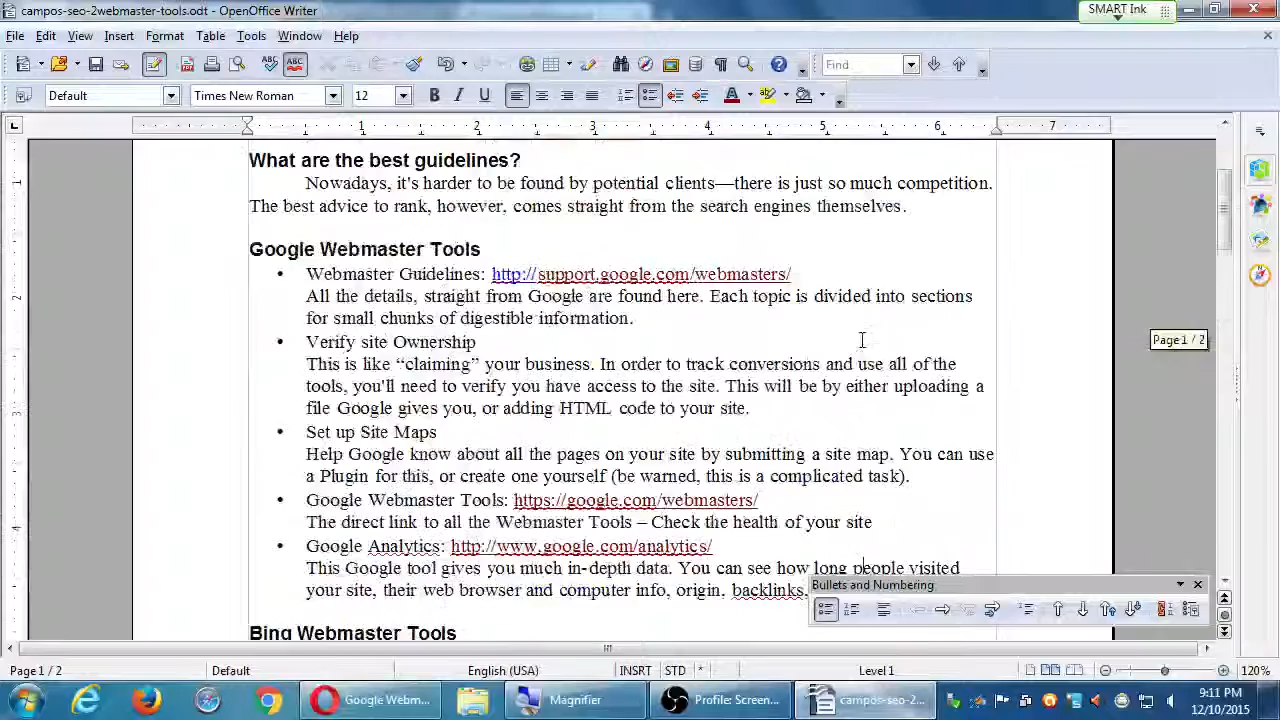 campos-seo-2webmaster-tools.odt - OpenOffice Writer
SMART Ink
File Edit View Insert Format Table Tools Window Help
Find
Default Times New Roman 12
1 2 3 4 5 6 7
What are the best guidelines?
Nowadays, it's harder to be found by potential clients—there is just so much competition.
The best advice to rank, however, comes straight from the search engines themselves.
Google Webmaster Tools
• Webmaster Guidelines: http://support.google.com/webmasters/
All the details, straight from Google are found here. Each topic is divided into sections
for small chunks of digestible information.
• Verify site Ownership
Page 1 / 2
This is like “claiming” your business. In order to track conversions and use all of the
tools, you'll need to verify you have access to the site. This will be by either uploading a
file Google gives you, or adding HTML code to your site.
• Set up Site Maps
Help Google know about all the pages on your site by submitting a site map. You can use
a Plugin for this, or create one yourself (be warned, this is a complicated task).
• Google Webmaster Tools: https://google.com/webmasters/
The direct link to all the Webmaster Tools – Check the health of your site
• Google Analytics: http://www.google.com/analytics/
This Google tool gives you much in-depth data. You can see how long people visited
your site, their web browser and computer info, origin, backlinks,
Bullets and Numbering
Bing Webmaster Tools
Page 1 / 2 Default English (USA) INSRT STD * Level 1 120%
Google Webm... Magnifier Profile: Screen... campos-seo-2... 9:11 PM
12/10/2015